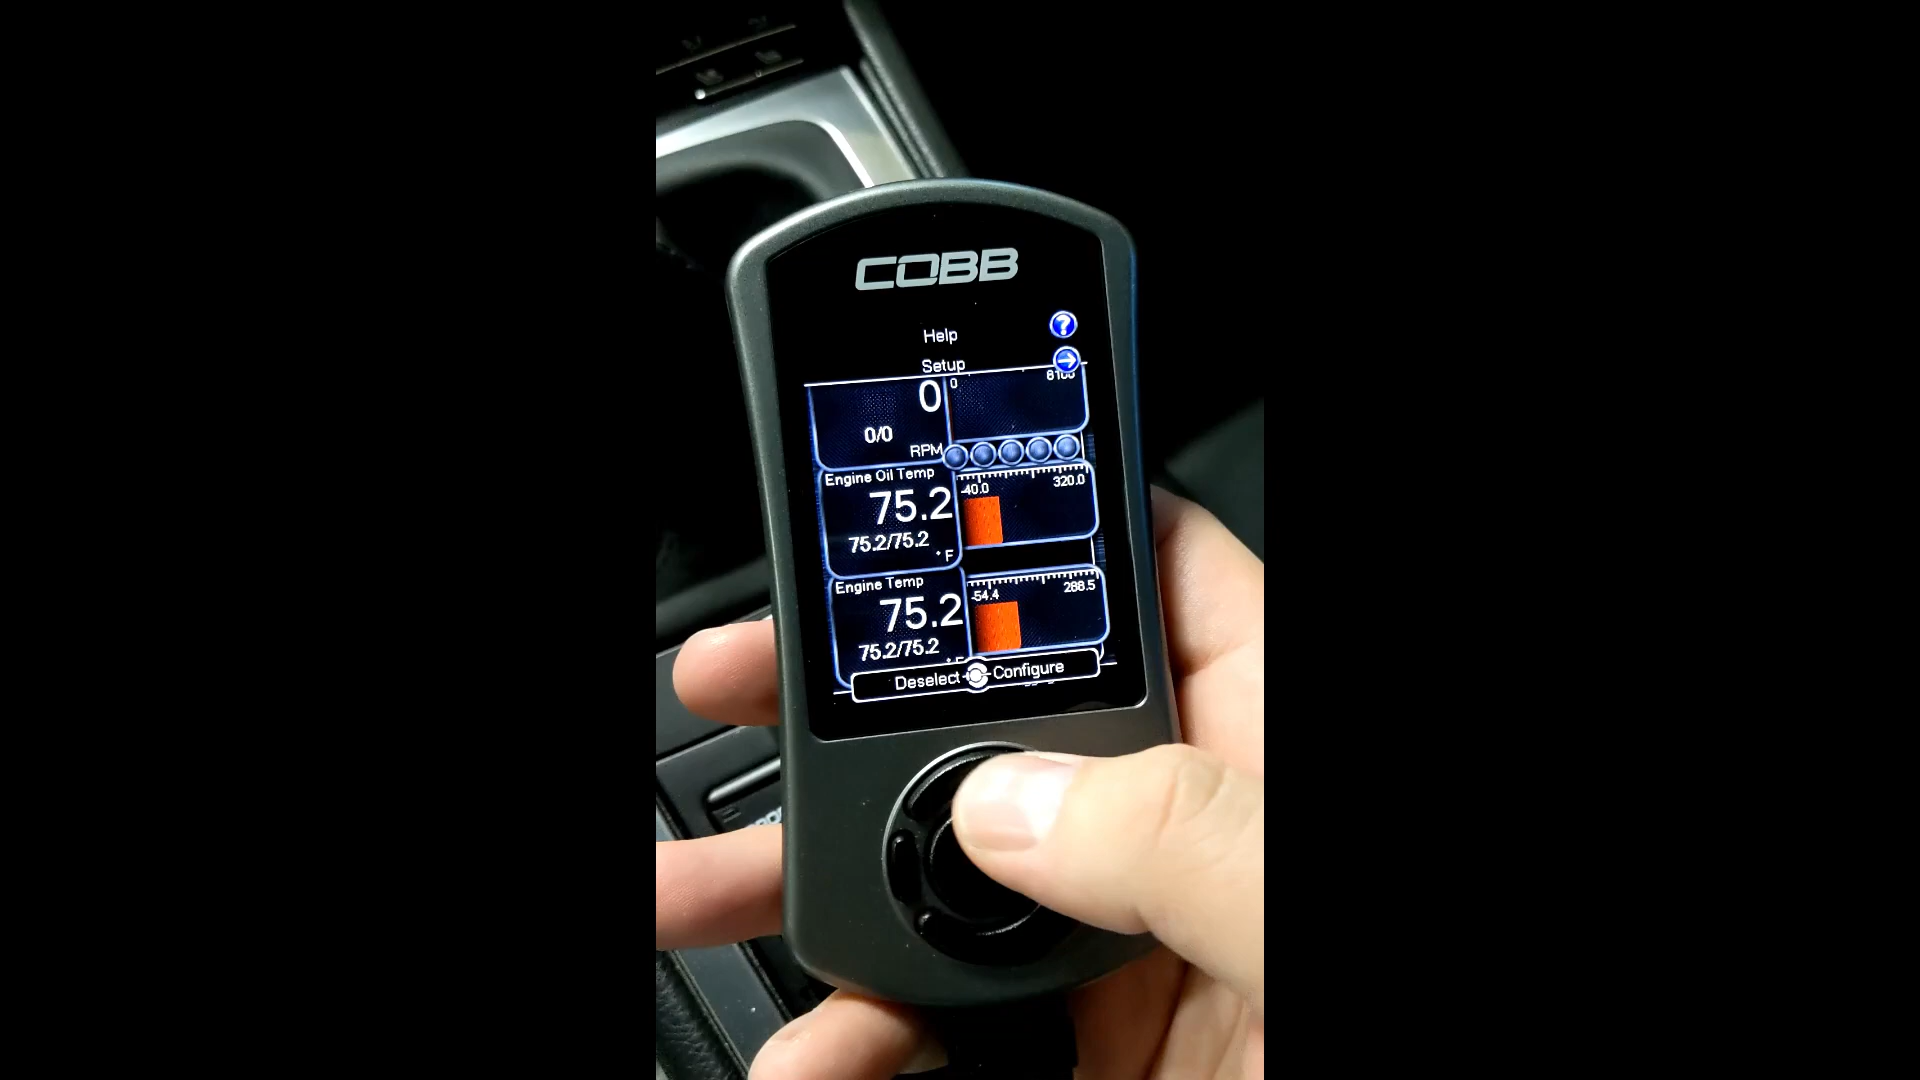 COBB
Help
?
Setup
0
0 8100
0/0
RPM
Engine Oil Temp
75.2
-40.0 320.0
75.2/75.2
° F
Engine Temp
75.2
-54.4 288.5
75.2/75.2
° F
Deselect Configure